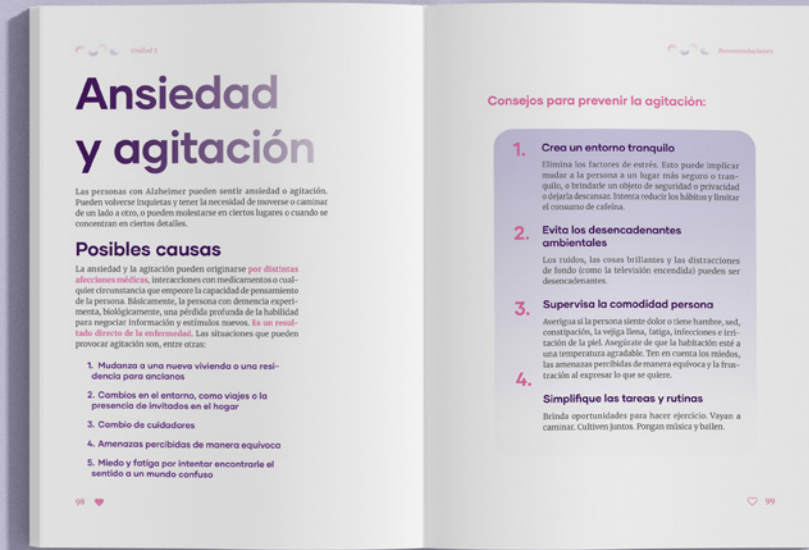 Unidad 5
Ansiedad
y agitación
Las personas con Alzheimer pueden sentir ansiedad o agitación.
Pueden volverse inquietas y tener la necesidad de moverse o caminar
de un lado a otro, o pueden molestarse en ciertos lugares o cuando se
concentran en ciertos detalles.
Posibles causas
La ansiedad y la agitación pueden originarse por distintas
afecciones médicas, interacciones con medicamentos o cual-
quier circunstancia que empeore la capacidad de pensamiento
de la persona. Básicamente, la persona con demencia experi-
menta, biológicamente, una pérdida profunda de la habilidad
para negociar información y estímulos nuevos. Es un resul-
tado directo de la enfermedad. Las situaciones que pueden
provocar agitación son, entre otras:
1. Mudanza a una nueva vivienda o una resi-
dencia para ancianos
2. Cambios en el entorno, como viajes o la
presencia de invitados en el hogar
3. Cambio de cuidadores
4. Amenazas percibidas de manera equívoca
5. Miedo y fatiga por intentar encontrarle el
sentido a un mundo confuso
98
Recomendaciones
Consejos para prevenir la agitación:
1. Crea un entorno tranquilo
Elimina los factores de estrés. Esto puede implicar
mudar a la persona a un lugar más seguro o tran-
quilo, o brindarle un objeto de seguridad o privacidad
o dejarla descansar. Intenta reducir los hábitos y limitar
el consumo de cafeína.
2. Evita los desencadenantes
ambientales
Los ruidos, las cosas brillantes y las distracciones
de fondo (como la televisión encendida) pueden ser
desencadenantes.
3. Supervisa la comodidad persona
Averigua si la persona siente dolor o tiene hambre, sed,
constipación, la vejiga llena, fatiga, infecciones e irri-
tación de la piel. Asegúrate de que la habitación esté a
una temperatura agradable. Ten en cuenta los miedos,
las amenazas percibidas de manera equívoca y la frus-
tración al expresar lo que se quiere.
4.
Simplifique las tareas y rutinas
Brinda oportunidades para hacer ejercicio. Vayan a
caminar. Cultiven juntos. Pongan música y bailen.
99